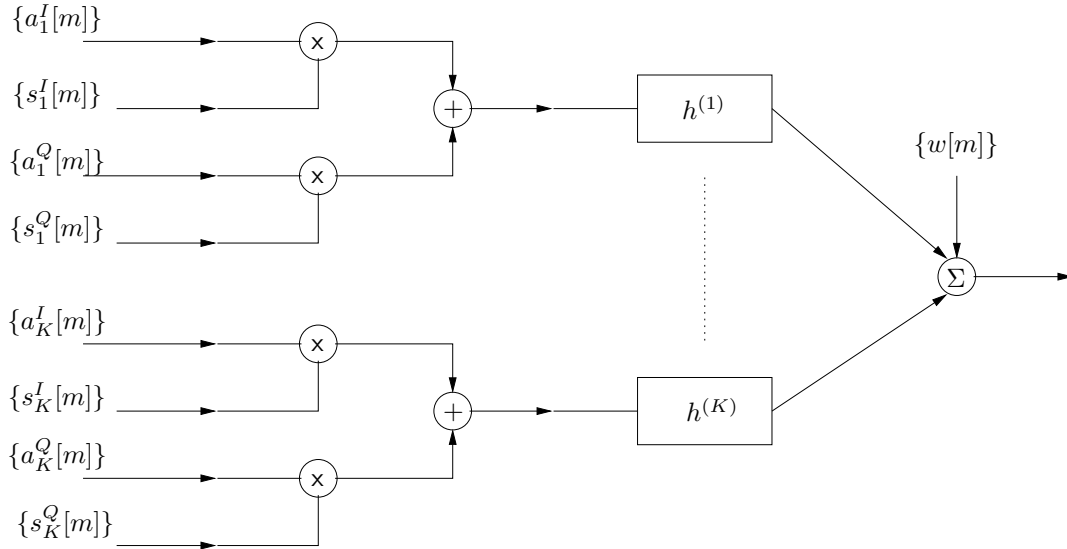 {a_1^I[m]}
x
{s_1^I[m]}
+
h^{(1)}
{a_1^Q[m]}
x
{w[m]}
{s_1^Q[m]}
Σ
{a_K^I[m]}
x
{s_K^I[m]}
+
h^{(K)}
{a_K^Q[m]}
x
{s_K^Q[m]}